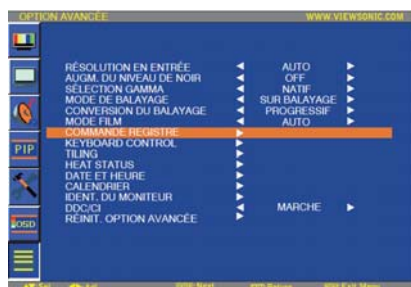 OPTION AVANCÉE WWW.VIEWSONIC.COM
RÉSOLUTION EN ENTRÉE AUTO
AUGM. DU NIVEAU DE NOIR OFF
SÉLECTION GAMMA NATIF
MODE DE BALAYAGE SUR BALAYAGE
CONVERSION DU BALAYAGE PROGRESSIF
MODE FILM AUTO
COMMANDE REGISTRE
KEYBOARD CONTROL
PIP
TILING
HEAT STATUS
DATE ET HEURE
CALENDRIER
IDENT. DU MONITEUR
DDC/CI MARCHE
OSD
RÉINIT. OPTION AVANCÉE